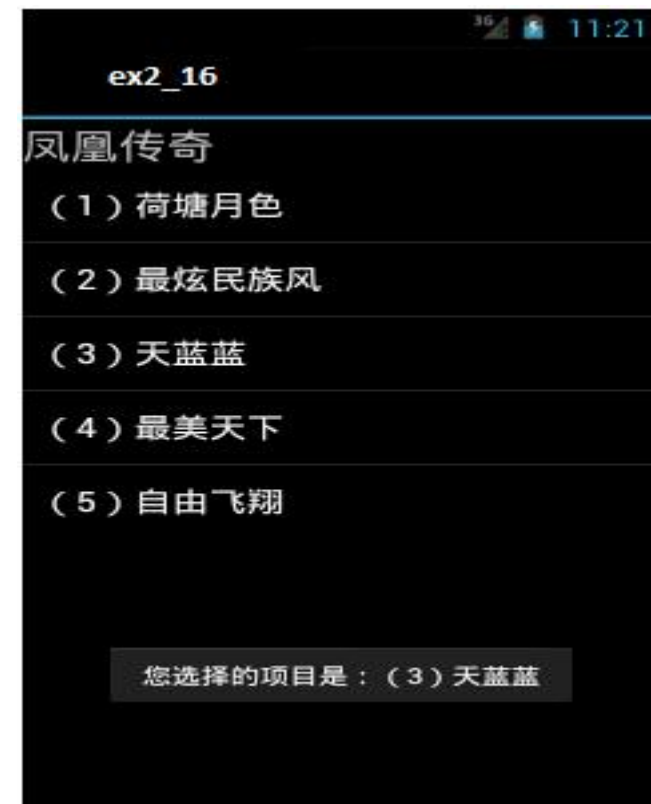 3G 11:21
ex2_16
凤凰传奇
（1）荷塘月色
（2）最炫民族风
（3）天蓝蓝
（4）最美天下
（5）自由飞翔
您选择的项目是：（3）天蓝蓝